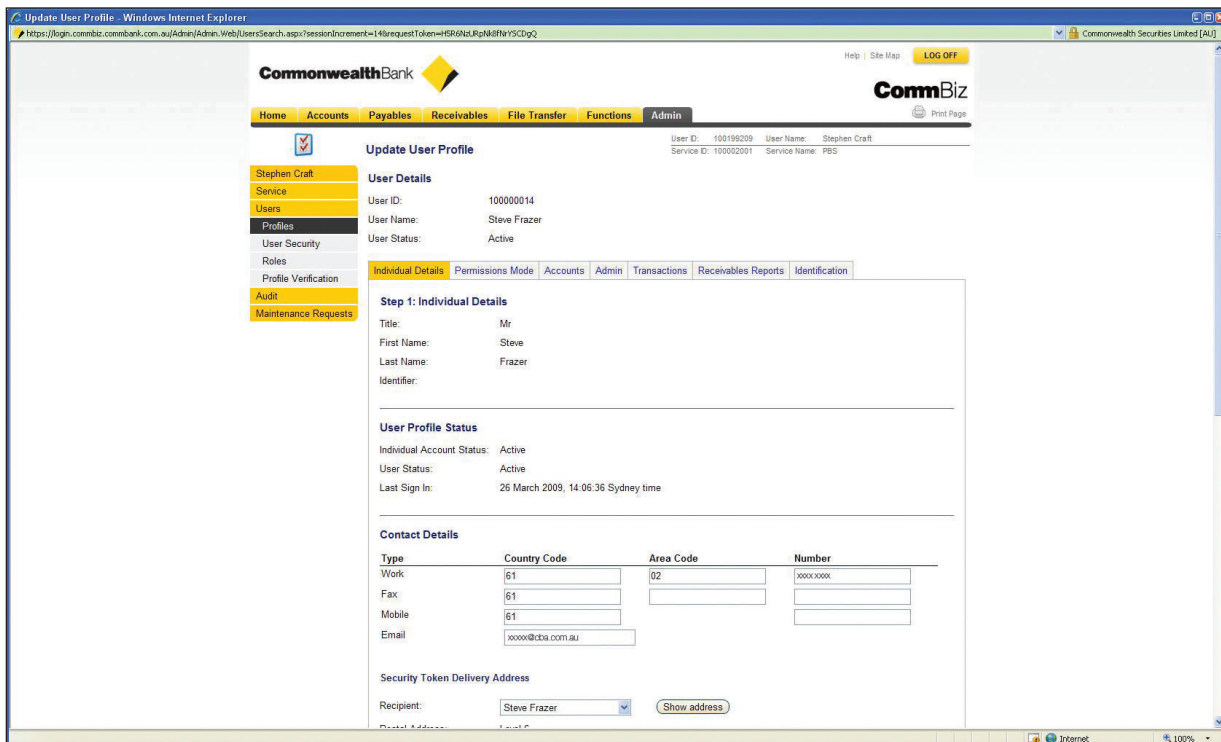 Update User Profile - Windows Internet Explorer
https://login.commbiz.commbank.com.au/Admin/Admin.Web/UsersSearch.aspx?sessionIncrement=14&requestToken=
Commonwealth Securities Limited [AU]
Help | Site Map LOG OFF
CommonwealthBank
CommBiz
Home Accounts Payables Receivables File Transfer Functions Admin
Print Page
User ID: 100199209 User Name: Stephen Craft
Service ID: 100002001 Service Name: PBS
Update User Profile
Stephen Craft
Service
Users
Profiles
User Security
Roles
Profile Verification
Audit
Maintenance Requests
User Details
User ID: 100000014
User Name: Steve Frazer
User Status: Active
Individual Details Permissions Mode Accounts Admin Transactions Receivables Reports Identification
Step 1: Individual Details
Title: Mr
First Name: Steve
Last Name: Frazer
Identifier:
User Profile Status
Individual Account Status: Active
User Status: Active
Last Sign In: 26 March 2009, 14:06:36 Sydney time
Contact Details
Type Country Code Area Code Number
Work 61 02 xxxx xxxx
Fax 61
Mobile 61
Email xxxxx@cba.com.au
Security Token Delivery Address
Recipient: Steve Frazer Show address
Internet 100%